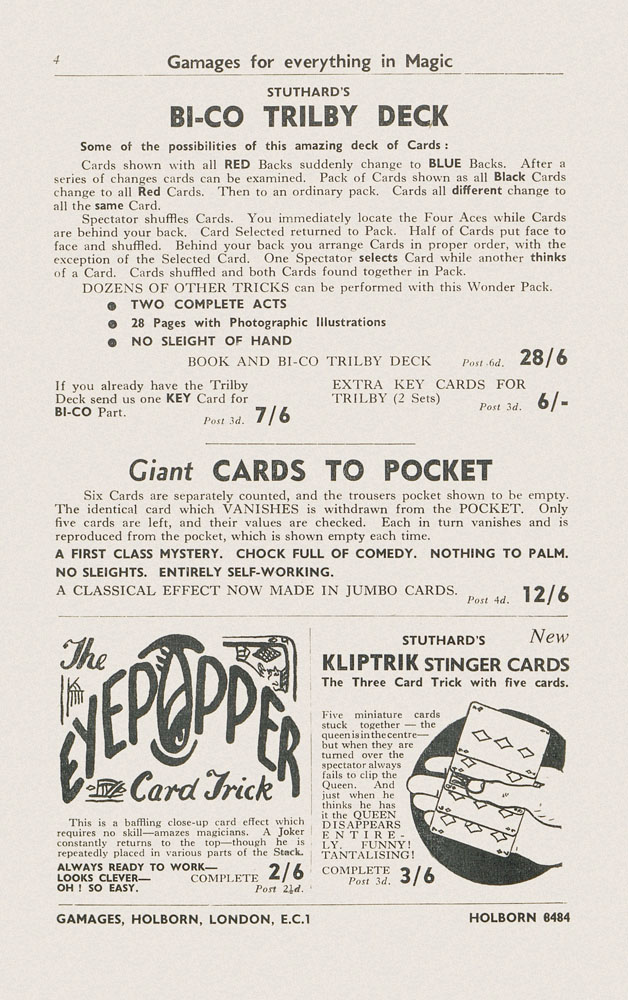 4
Gamages for everything in Magic
STUTHARD'S
BI-CO TRILBY DECK
Some of the possibilities of this amazing deck of Cards :
Cards shown with all RED Backs suddenly change to BLUE Backs. After a
series of changes cards can be examined. Pack of Cards shown as all Black Cards
change to all Red Cards. Then to an ordinary pack. Cards all different change to
all the same Card.
Spectator shuffles Cards. You immediately locate the Four Aces while Cards
are behind your back. Card Selected returned to Pack. Half of Cards put face to
face and shuffled. Behind your back you arrange Cards in proper order, with the
exception of the Selected Card. One Spectator selects Card while another thinks
of a Card. Cards shuffled and both Cards found together in Pack.
DOZENS OF OTHER TRICKS can be performed with this Wonder Pack.
● TWO COMPLETE ACTS
● 28 Pages with Photographic Illustrations
● NO SLEIGHT OF HAND
BOOK AND BI-CO TRILBY DECK Post 6d. 28/6
If you already have the Trilby
Deck send us one KEY Card for
BI-CO Part.
Post 3d. 7/6
EXTRA KEY CARDS FOR
TRILBY (2 Sets)
Post 3d. 6/-
Giant CARDS TO POCKET
Six Cards are separately counted, and the trousers pocket shown to be empty.
The identical card which VANISHES is withdrawn from the POCKET. Only
five cards are left, and their values are checked. Each in turn vanishes and is
reproduced from the pocket, which is shown empty each time.
A FIRST CLASS MYSTERY. CHOCK FULL OF COMEDY. NOTHING TO PALM.
NO SLEIGHTS. ENTIRELY SELF-WORKING.
A CLASSICAL EFFECT NOW MADE IN JUMBO CARDS. Post 4d. 12/6
The
EYEPOPPER
Card Trick
This is a baffling close-up card effect which
requires no skill—amazes magicians. A Joker
constantly returns to the top—though he is
repeatedly placed in various parts of the Stack.
ALWAYS READY TO WORK—
LOOKS CLEVER—
OH ! SO EASY.
COMPLETE 2/6
Post 2½d.
STUTHARD'S New
KLIPTRIK STINGER CARDS
The Three Card Trick with five cards.
Five miniature cards
stuck together — the
queen is in the centre—
but when they are
turned over the
spectator always
fails to clip the
Queen. And
just when he
thinks he has
it the QUEEN
DISAPPEARS
ENTIRE-
LY. FUNNY!
TANTALISING!
COMPLETE
Post 3d. 3/6
GAMAGES, HOLBORN, LONDON, E.C.1
HOLBORN 8484